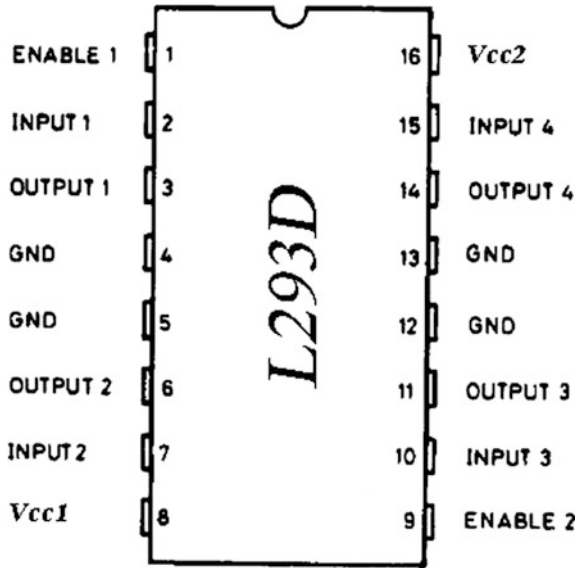 ENABLE 1 1 16 Vcc2
INPUT 1 2 15 INPUT 4
OUTPUT 1 3 14 OUTPUT 4
GND 4 13 GND
GND 5 12 GND
OUTPUT 2 6 11 OUTPUT 3
INPUT 2 7 10 INPUT 3
Vcc1 8 9 ENABLE 2
L293D